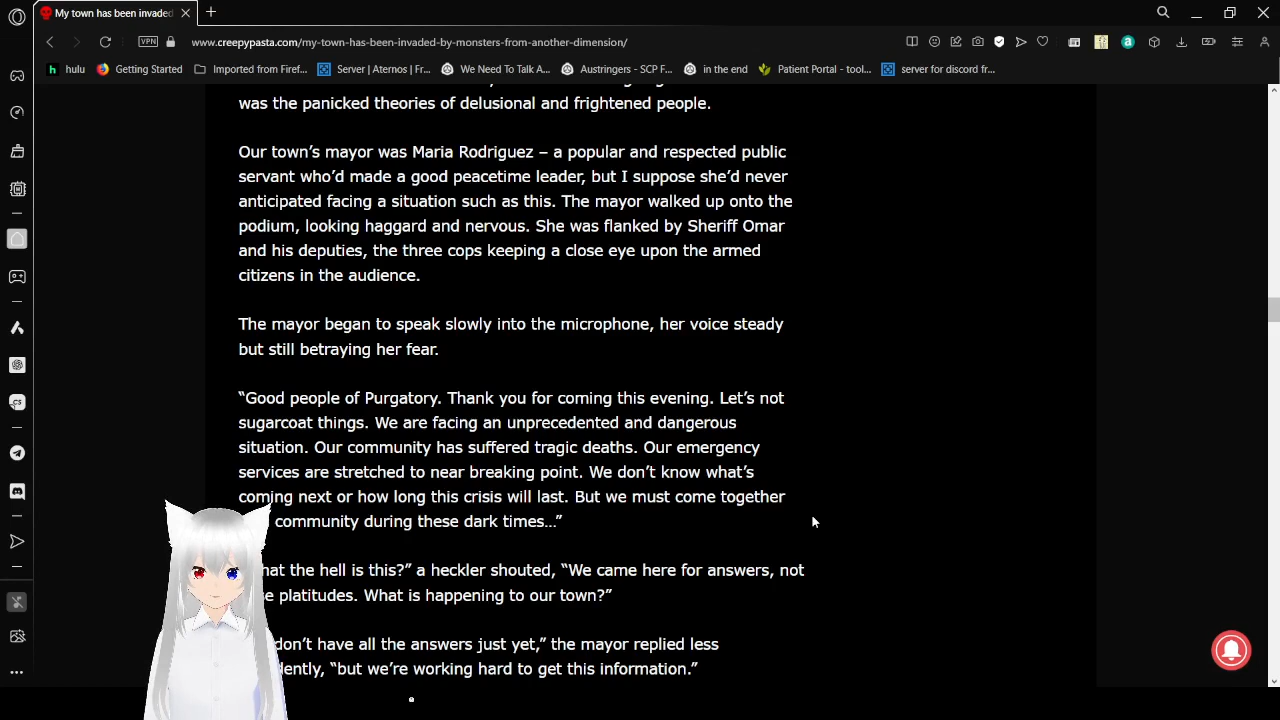 My town has been invaded
VPN
www.creepypasta.com/my-town-has-been-invaded-by-monsters-from-another-dimension/
hulu
Getting Started
Imported from Firef...
Server | Aternos | Fr...
We Need To Talk A...
Austringers - SCP F...
in the end
Patient Portal - tool...
server for discord fr...
was the panicked theories of delusional and frightened people.
Our town’s mayor was Maria Rodriguez – a popular and respected public
servant who’d made a good peacetime leader, but I suppose she’d never
anticipated facing a situation such as this. The mayor walked up onto the
podium, looking haggard and nervous. She was flanked by Sheriff Omar
and his deputies, the three cops keeping a close eye upon the armed
citizens in the audience.
The mayor began to speak slowly into the microphone, her voice steady
but still betraying her fear.
“Good people of Purgatory. Thank you for coming this evening. Let’s not
sugarcoat things. We are facing an unprecedented and dangerous
situation. Our community has suffered tragic deaths. Our emergency
services are stretched to near breaking point. We don’t know what’s
coming next or how long this crisis will last. But we must come together
community during these dark times…”
hat the hell is this?” a heckler shouted, “We came here for answers, not
platitudes. What is happening to our town?”
don’t have all the answers just yet,” the mayor replied less
dently, “but we’re working hard to get this information.”